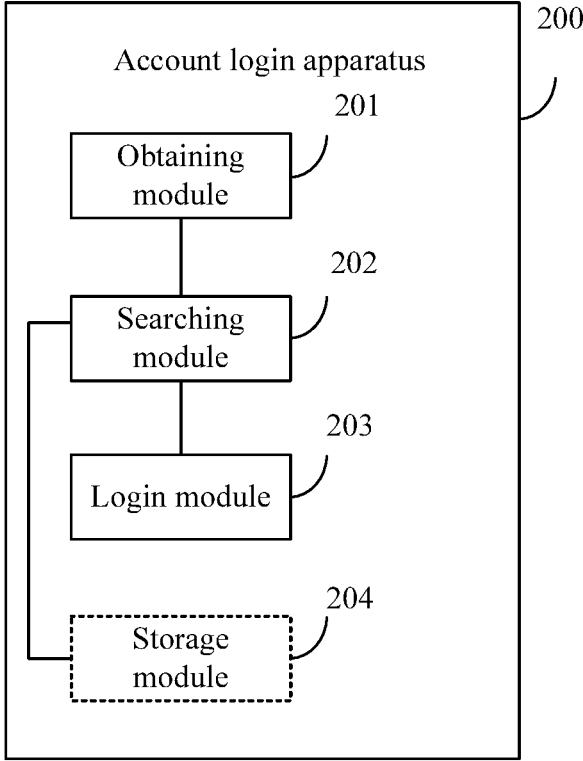 200
Account login apparatus
201
Obtaining
module
202
Searching
module
203
Login module
204
Storage
module